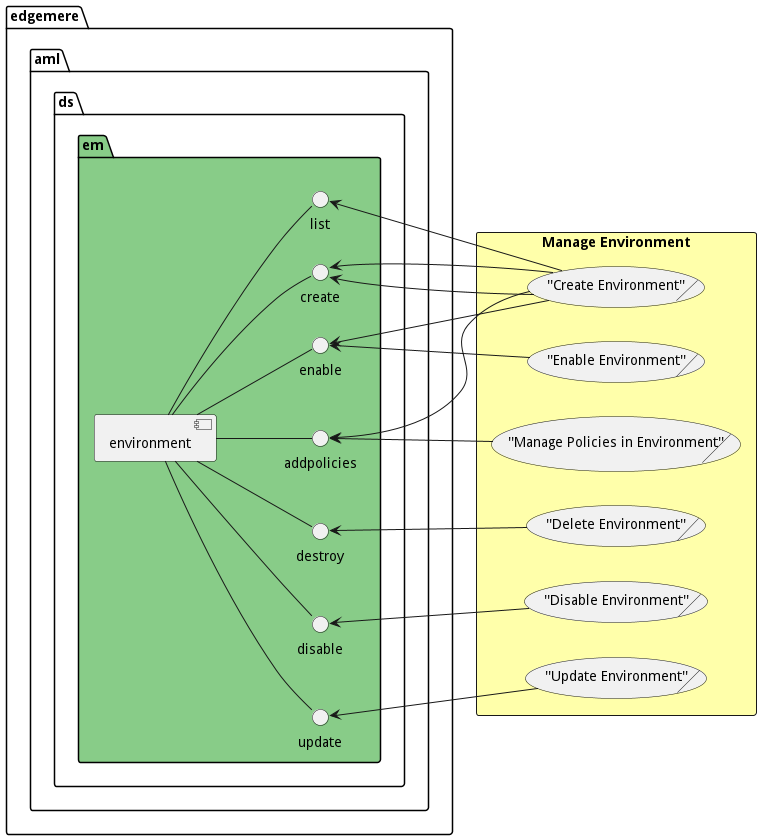 edgemere
aml
ds
em
environment
list
create
enable
addpolicies
destroy
disable
update
Manage Environment
"Create Environment"
"Enable Environment"
"Manage Policies in Environment"
"Delete Environment"
"Disable Environment"
"Update Environment"